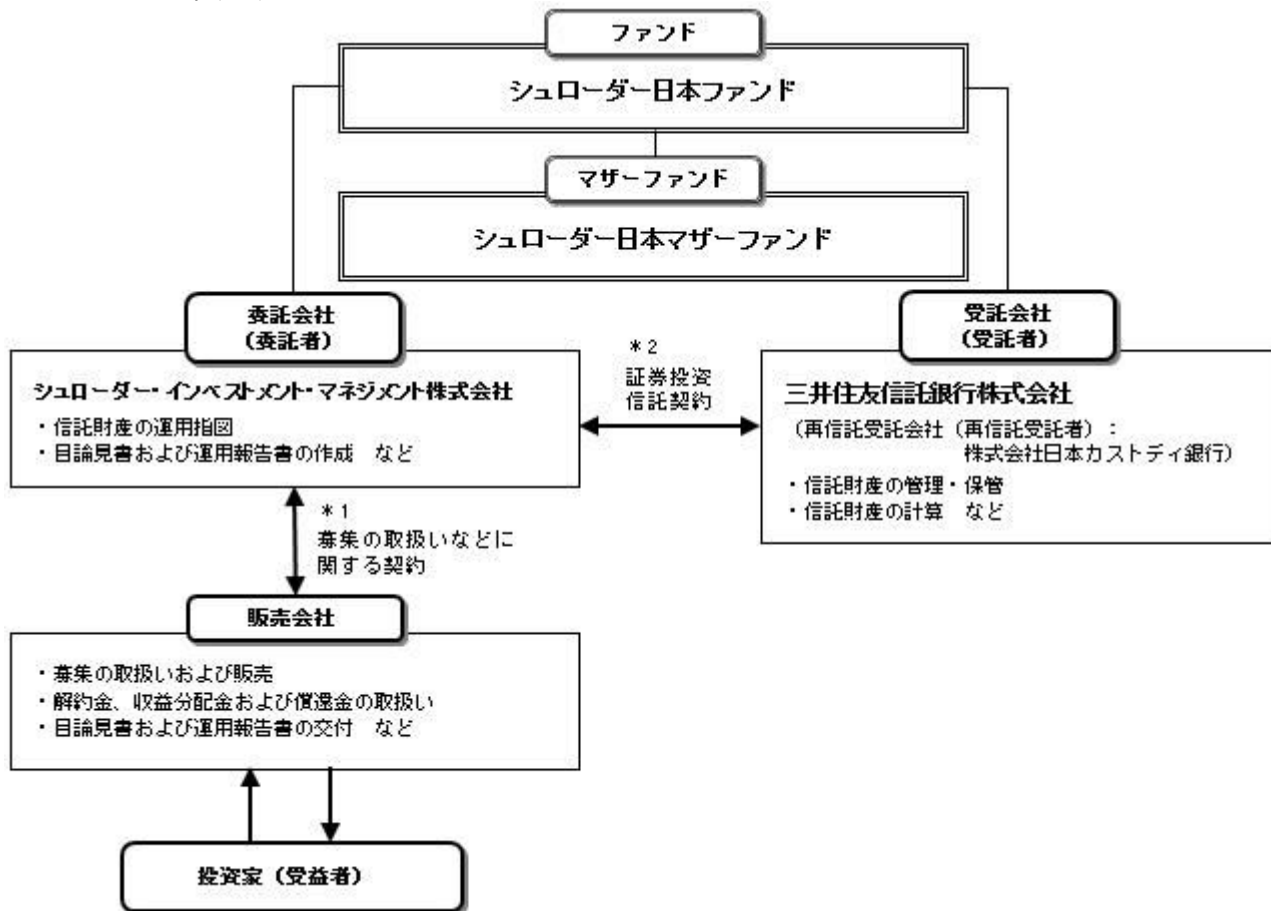 ファンド
シュローダー日本ファンド
マザーファンド
シュローダー日本マザーファンド
委託会社
(委託者)
シュローダー・インベストメント・マネジメント株式会社
・信託財産の運用指図
・目論見書および運用報告書の作成 など
*2
証券投資
信託契約
受託会社
(受託者)
三井住友信託銀行株式会社
(再信託受託会社(再信託受託者):
株式会社日本カストディ銀行)
・信託財産の管理・保管
・信託財産の計算 など
*1
募集の取扱いなどに
関する契約
販売会社
・募集の取扱いおよび販売
・解約金、収益分配金および償還金の取扱い
・目論見書および運用報告書の交付 など
投資家(受益者)